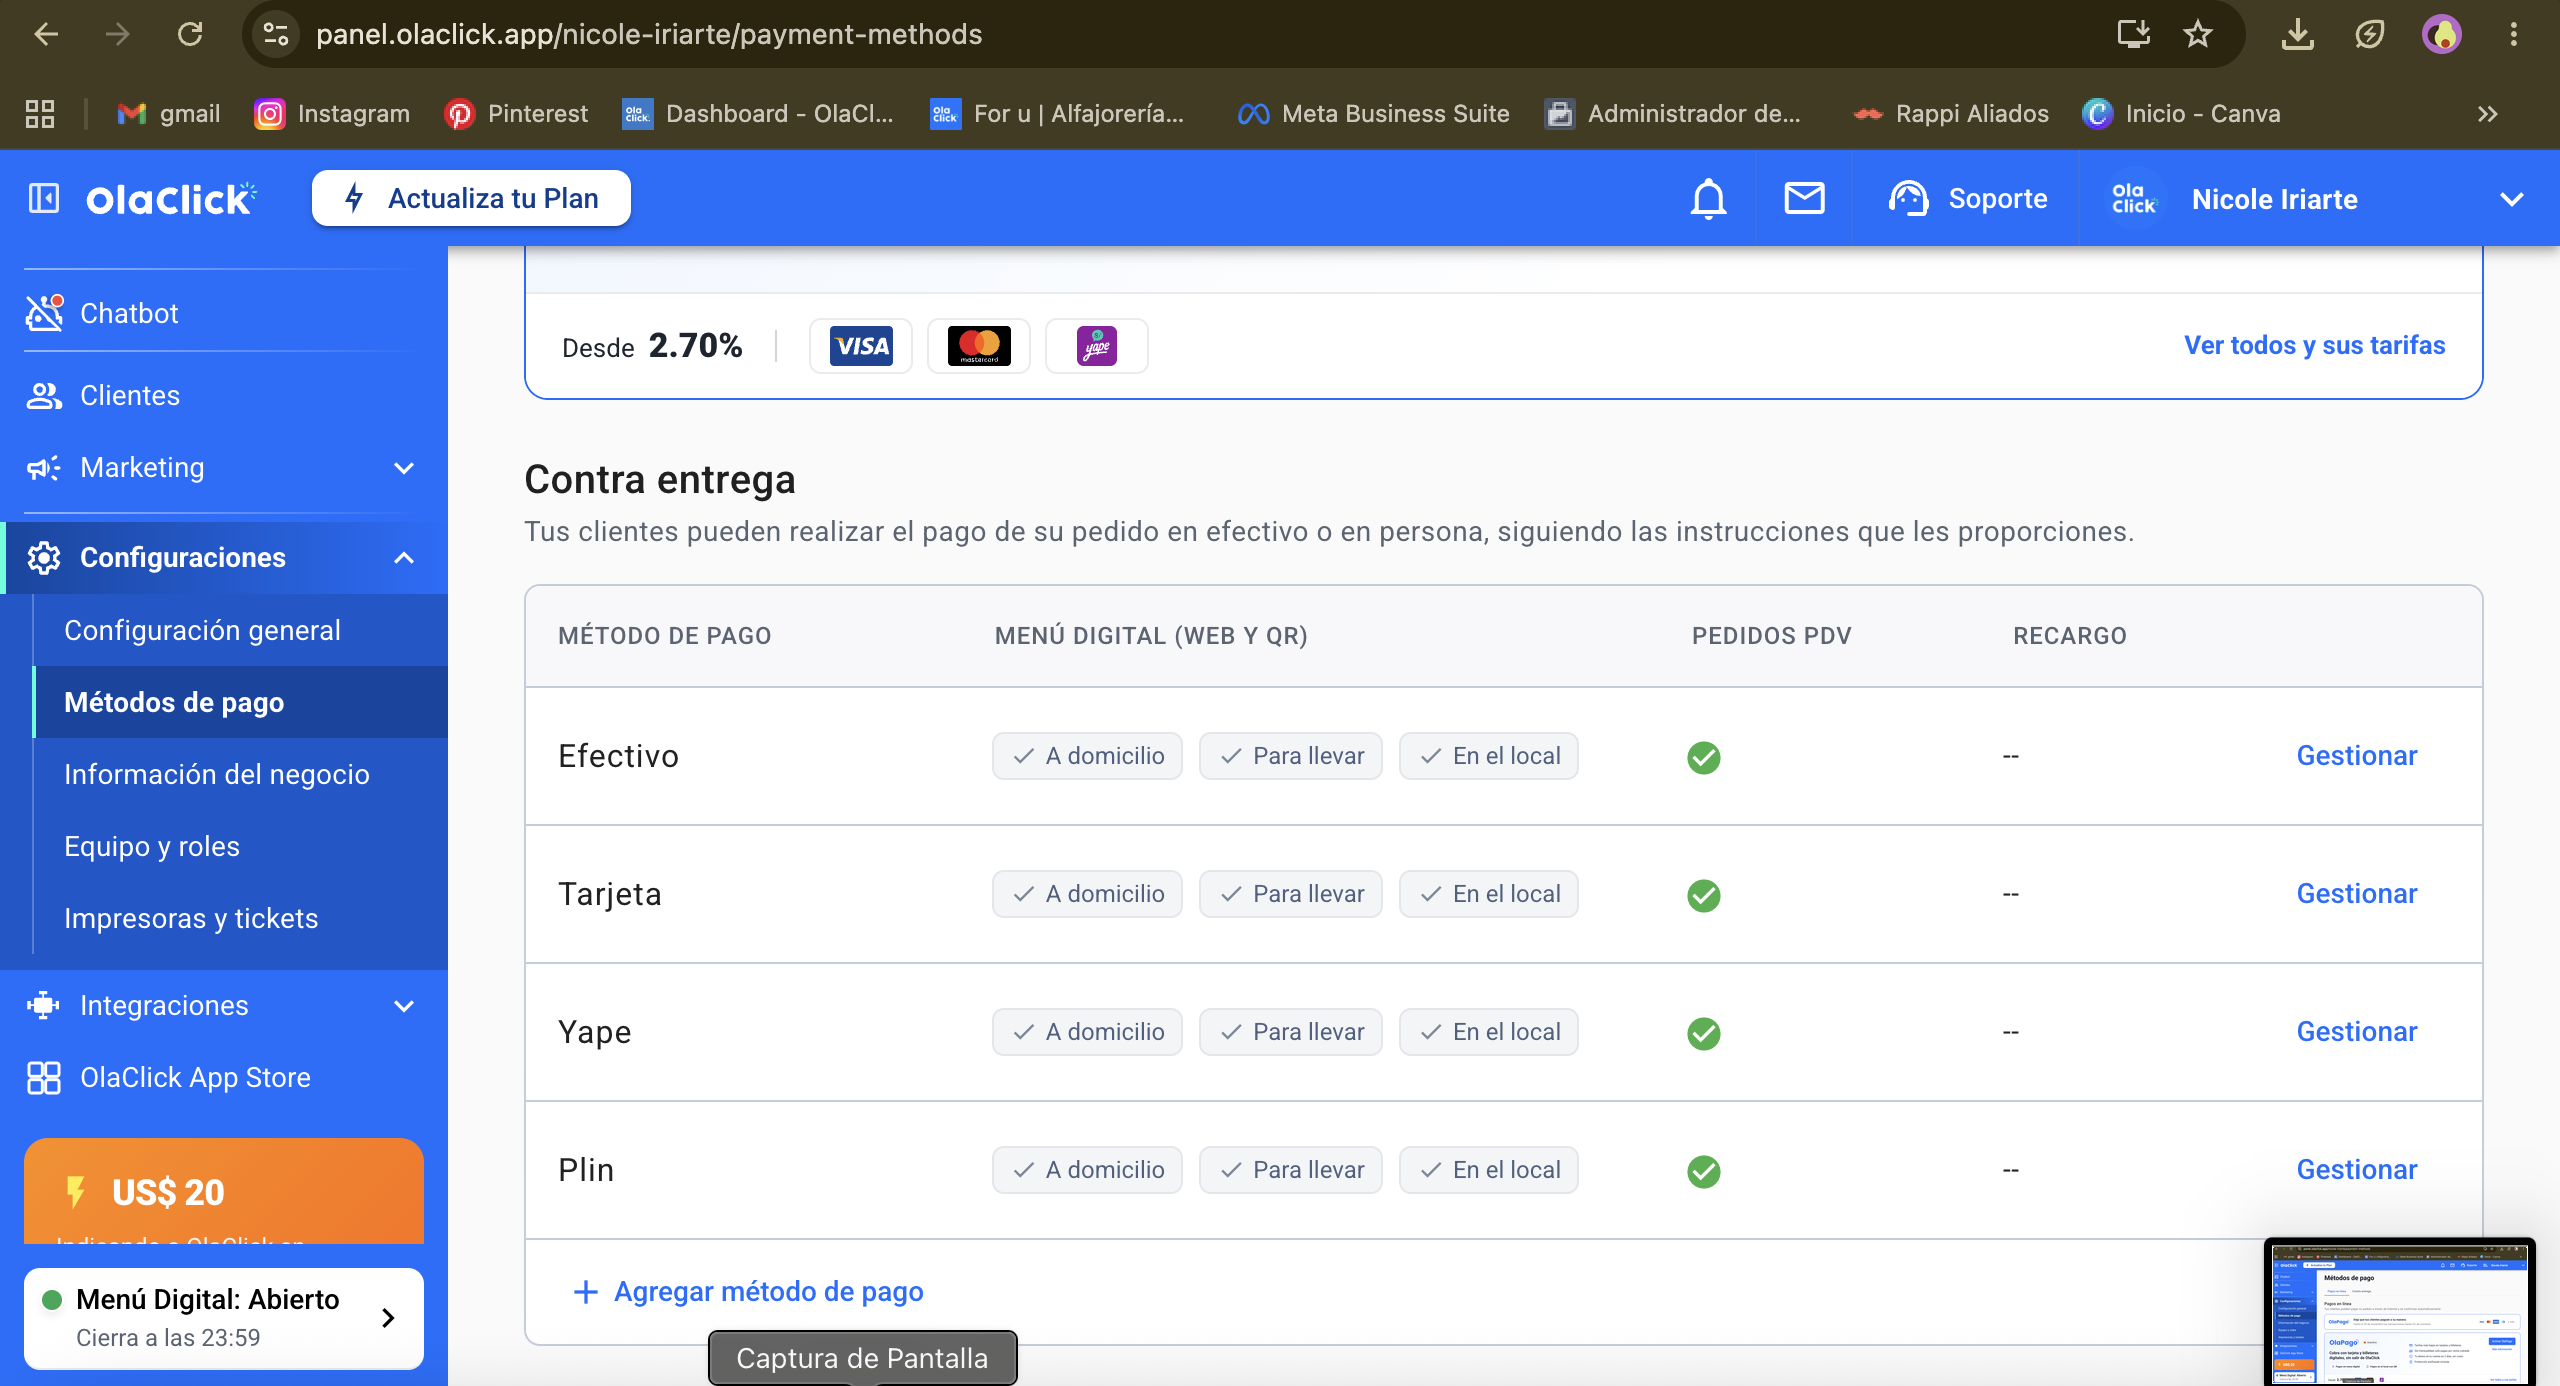 panel.olaclick.app/nicole-iriarte/payment-methods
gmail
Instagram
Pinterest
Dashboard - OlaCl...
For u | Alfajorería...
Meta Business Suite
Administrador de...
Rappi Aliados
Inicio - Canva
OlaClick
Actualiza tu Plan
Soporte
Ola Click
Nicole Iriarte
Chatbot
Clientes
Marketing
Configuraciones
Configuración general
Métodos de pago
Información del negocio
Equipo y roles
Impresoras y tickets
Integraciones
OlaClick App Store
US$ 20
Menú Digital: Abierto
Cierra a las 23:59
Desde 2.70%
VISA
mastercard
yape
Ver todos y sus tarifas
Contra entrega
Tus clientes pueden realizar el pago de su pedido en efectivo o en persona, siguiendo las instrucciones que les proporciones.
MÉTODO DE PAGO MENÚ DIGITAL (WEB Y QR) PEDIDOS PDV RECARGO
Efectivo A domicilio Para llevar En el local -- Gestionar
Tarjeta A domicilio Para llevar En el local -- Gestionar
Yape A domicilio Para llevar En el local -- Gestionar
Plin A domicilio Para llevar En el local -- Gestionar
+ Agregar método de pago
Captura de Pantalla